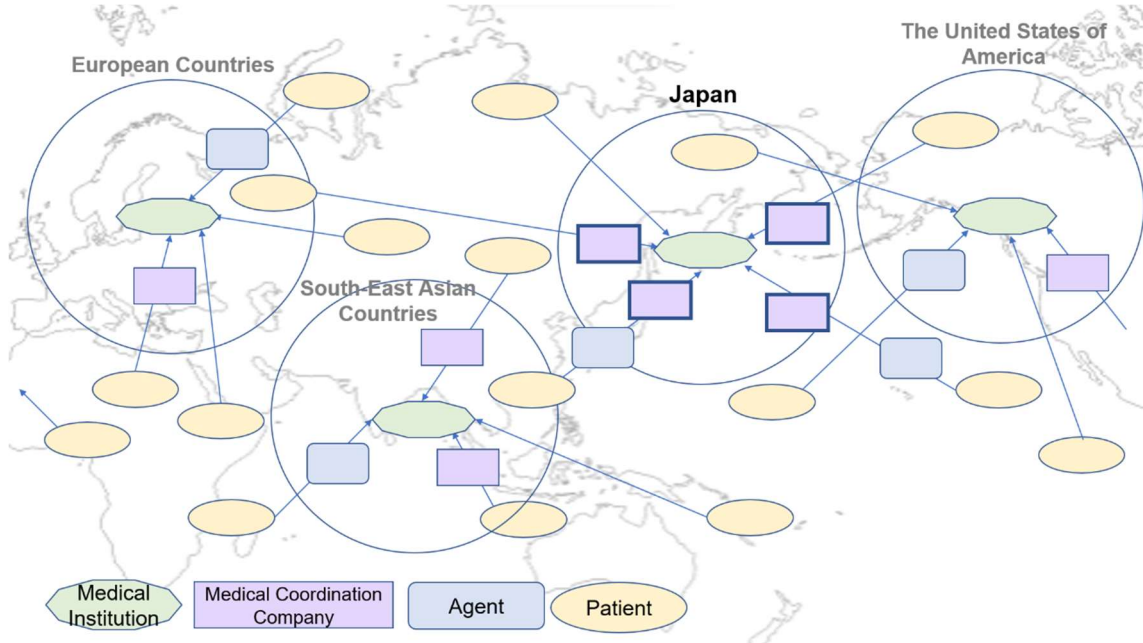 The United States of
America
European Countries
Japan
South-East Asian
Countries
Medical
Institution
Medical Coordination
Company
Agent
Patient